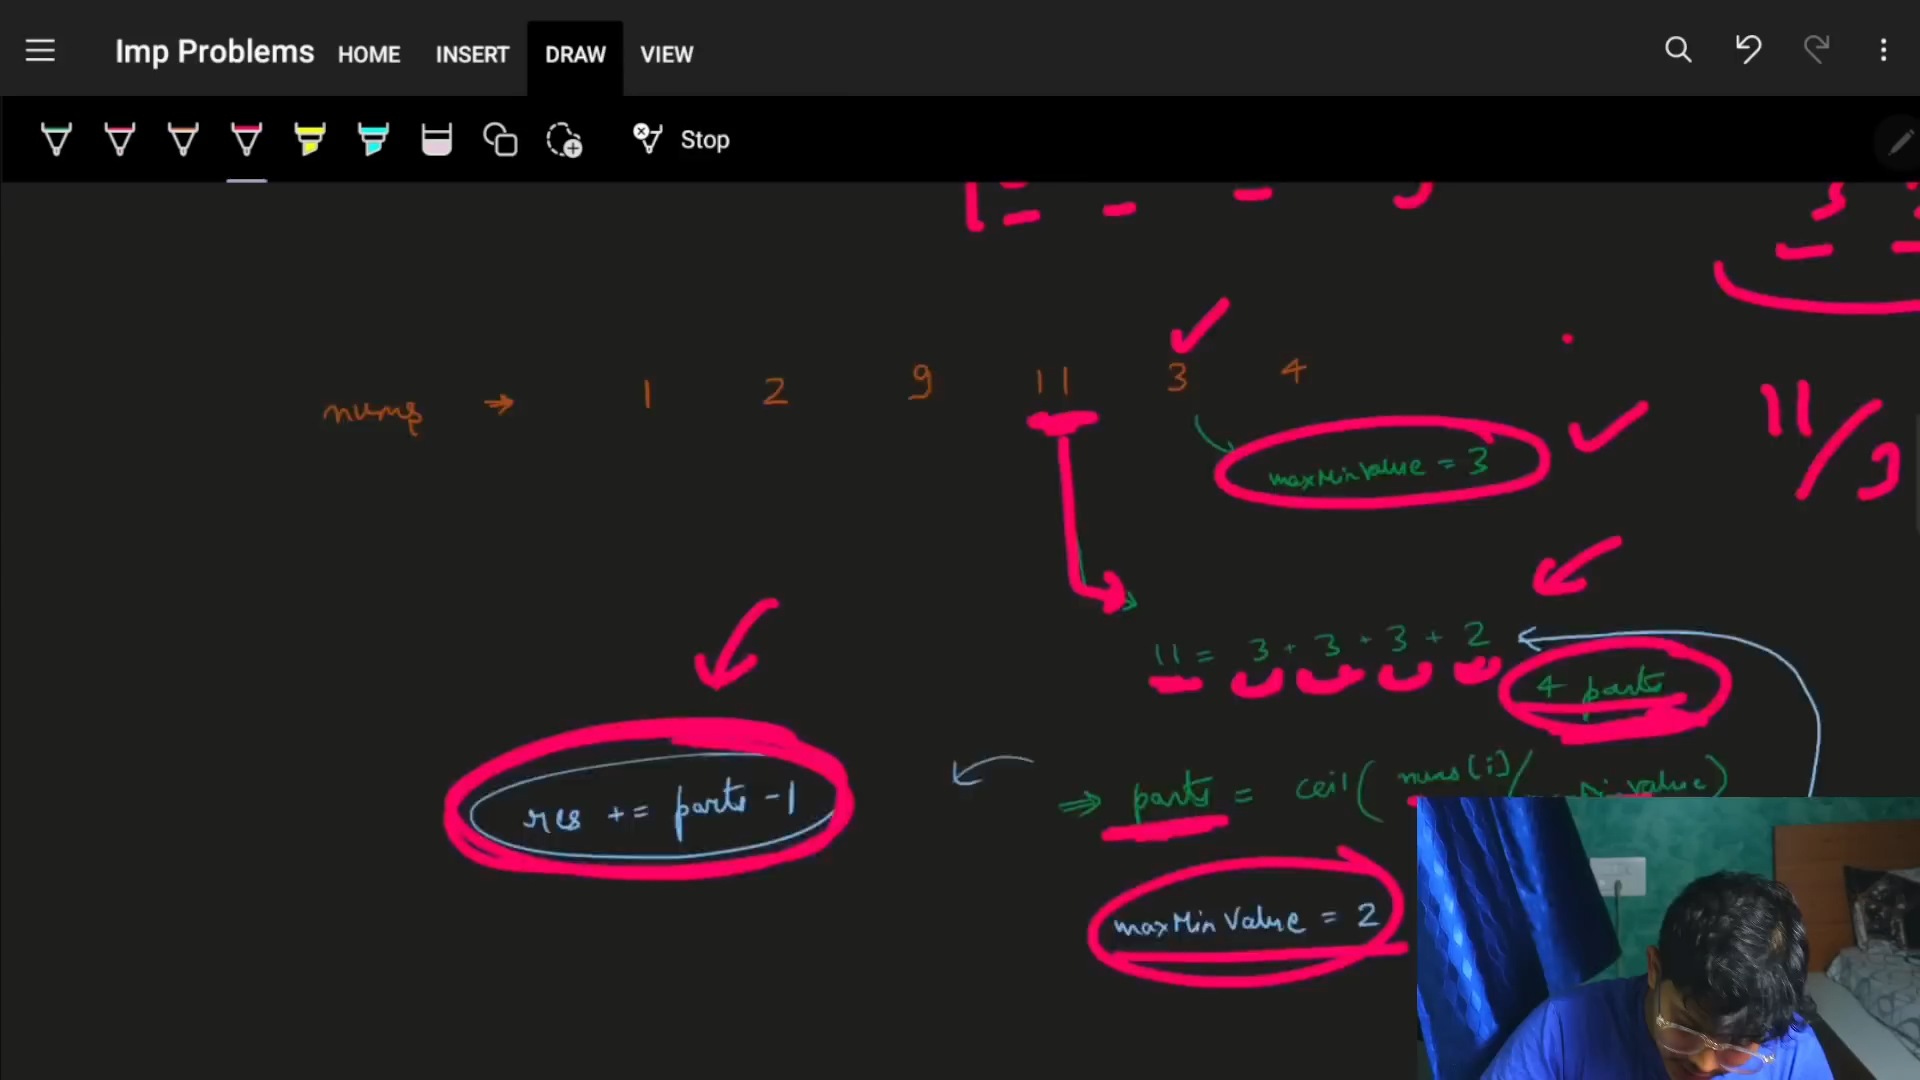 Imp Problems HOME INSERT DRAW VIEW
Stop
nums → 1 2 9 11 3 4
maxMinValue = 3
11/3
11 = 3 + 3 + 3 + 2
4 parts
⇒ parts = ceil( nums[i]/ value)
res += parts -1
maxMinValue = 2